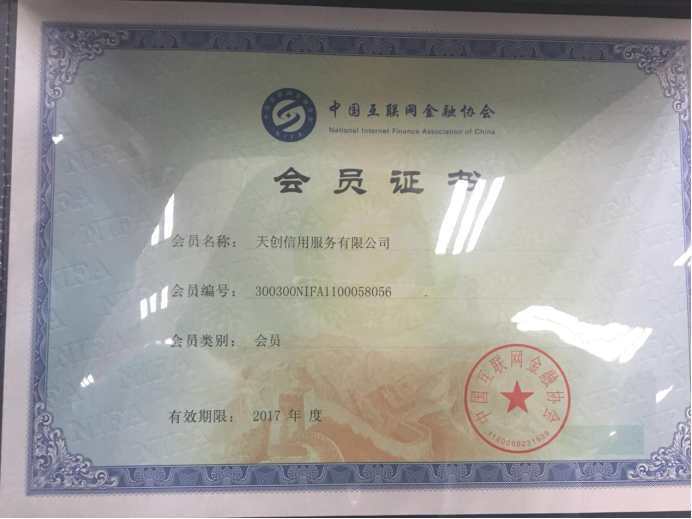 中国互联网金融协会
National Internet Finance Association of China
会员证书
会员名称： 天创信用服务有限公司
会员编号： 300300NIFA1100058056
会员类别： 会员
有效期限： 2017 年 度
中国互联网金融协会
NIFA